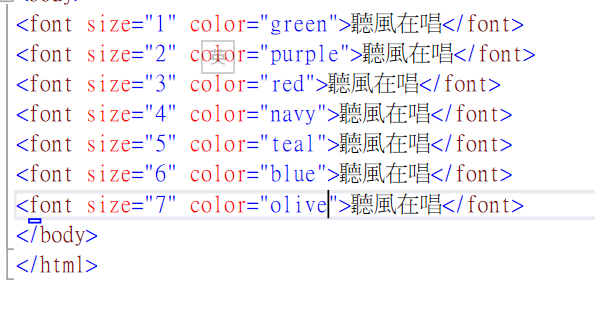 <body>
<font size="1" color="green">聽風在唱</font>
<font size="2" color="purple">聽風在唱</font>
<font size="3" color="red">聽風在唱</font>
<font size="4" color="navy">聽風在唱</font>
<font size="5" color="teal">聽風在唱</font>
<font size="6" color="blue">聽風在唱</font>
<font size="7" color="olive">聽風在唱</font>
</body>
</html>